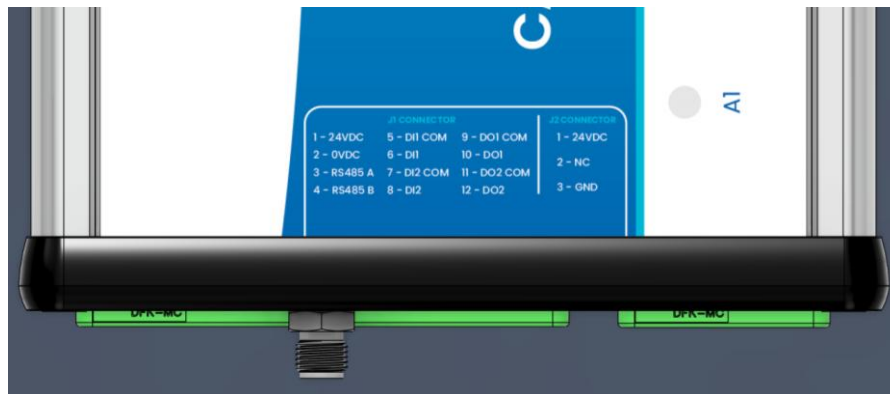 CA
J1 CONNECTOR
1 - 24VDC
2 - 0VDC
3 - RS485 A
4 - RS485 B
5 - DI1 COM
6 - DI1
7 - DI2 COM
8 - DI2
9 - DO1 COM
10 - DO1
11 - DO2 COM
12 - DO2
J2 CONNECTOR
1 - 24VDC
2 - NC
3 - GND
A1
DFK-MC
DFK-MC